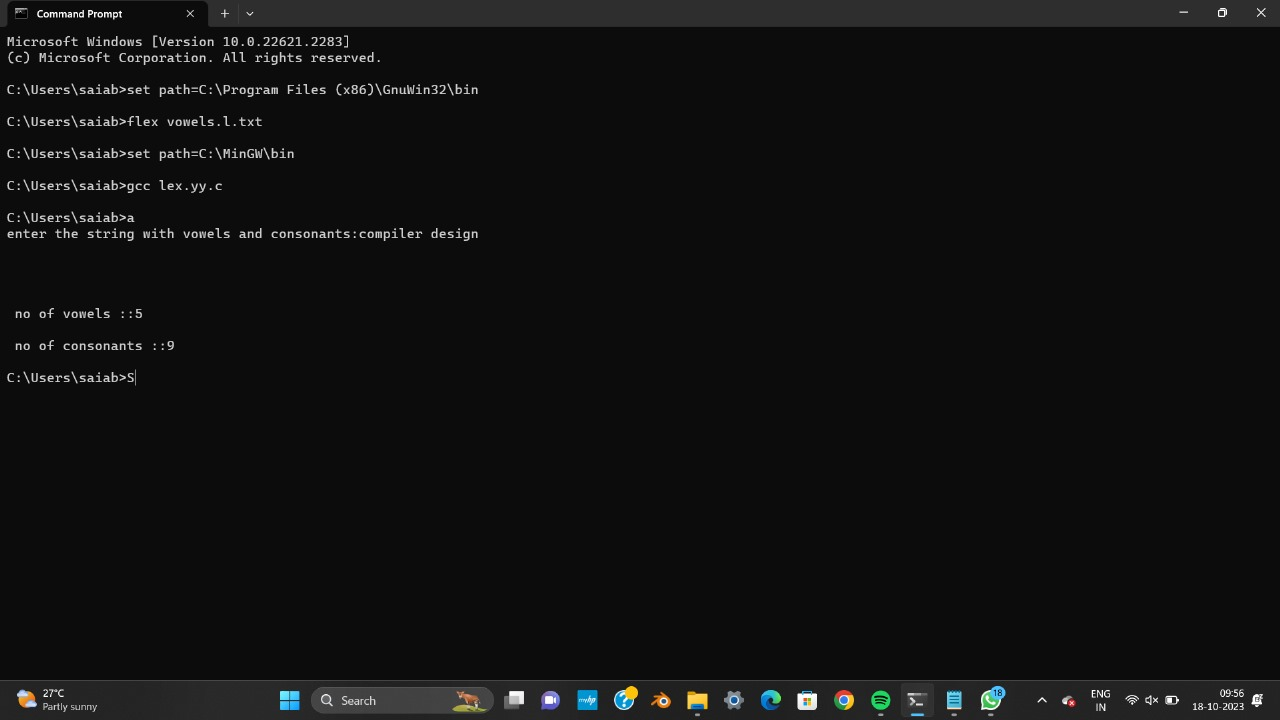 Command Prompt
Microsoft Windows [Version 10.0.22621.2283]
(c) Microsoft Corporation. All rights reserved.
C:\Users\saiab>set path=C:\Program Files (x86)\GnuWin32\bin
C:\Users\saiab>flex vowels.l.txt
C:\Users\saiab>set path=C:\MinGW\bin
C:\Users\saiab>gcc lex.yy.c
C:\Users\saiab>a
enter the string with vowels and consonants:compiler design
no of vowels ::5
no of consonants ::9
C:\Users\saiab>S
27°C
Partly sunny
Search
myhp
?
18
ENG
IN
09:56
18-10-2023